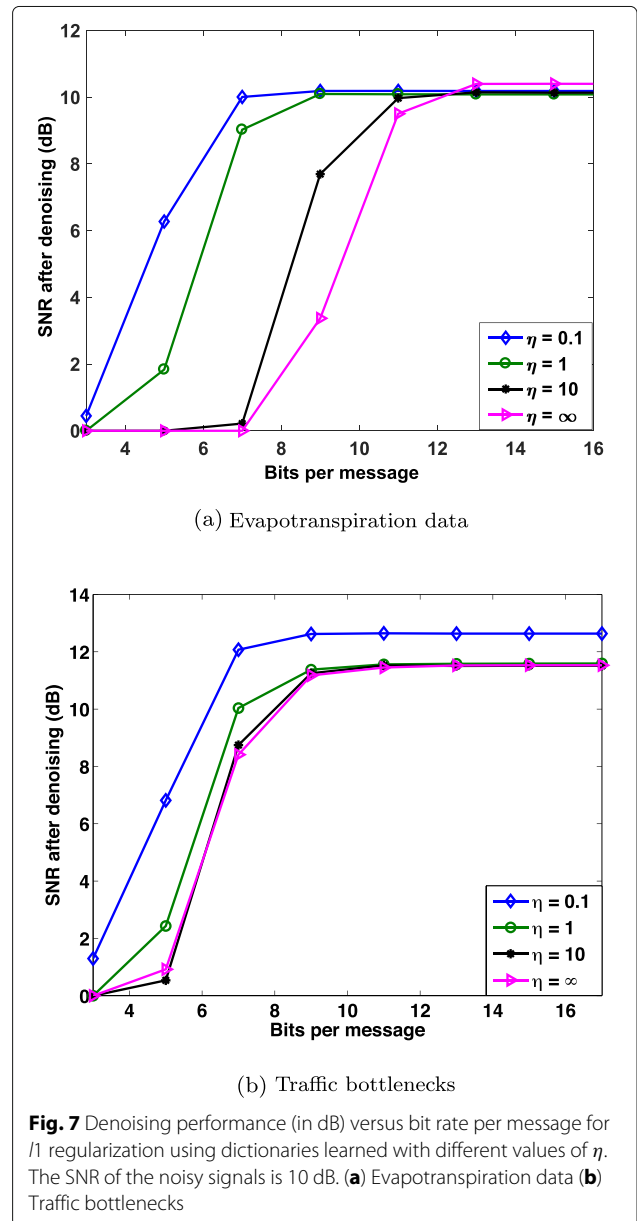 12
10
8
6
4
2
0
SNR after denoising (dB)
4 6 8 10 12 14 16
Bits per message
η = 0.1
η = 1
η = 10
η = ∞
(a) Evapotranspiration data
14
12
10
8
6
4
2
0
SNR after denoising (dB)
4 6 8 10 12 14 16
Bits per message
η = 0.1
η = 1
η = 10
η = ∞
(b) Traffic bottlenecks
Fig. 7 Denoising performance (in dB) versus bit rate per message for
l1 regularization using dictionaries learned with different values of η.
The SNR of the noisy signals is 10 dB. (a) Evapotranspiration data (b)
Traffic bottlenecks